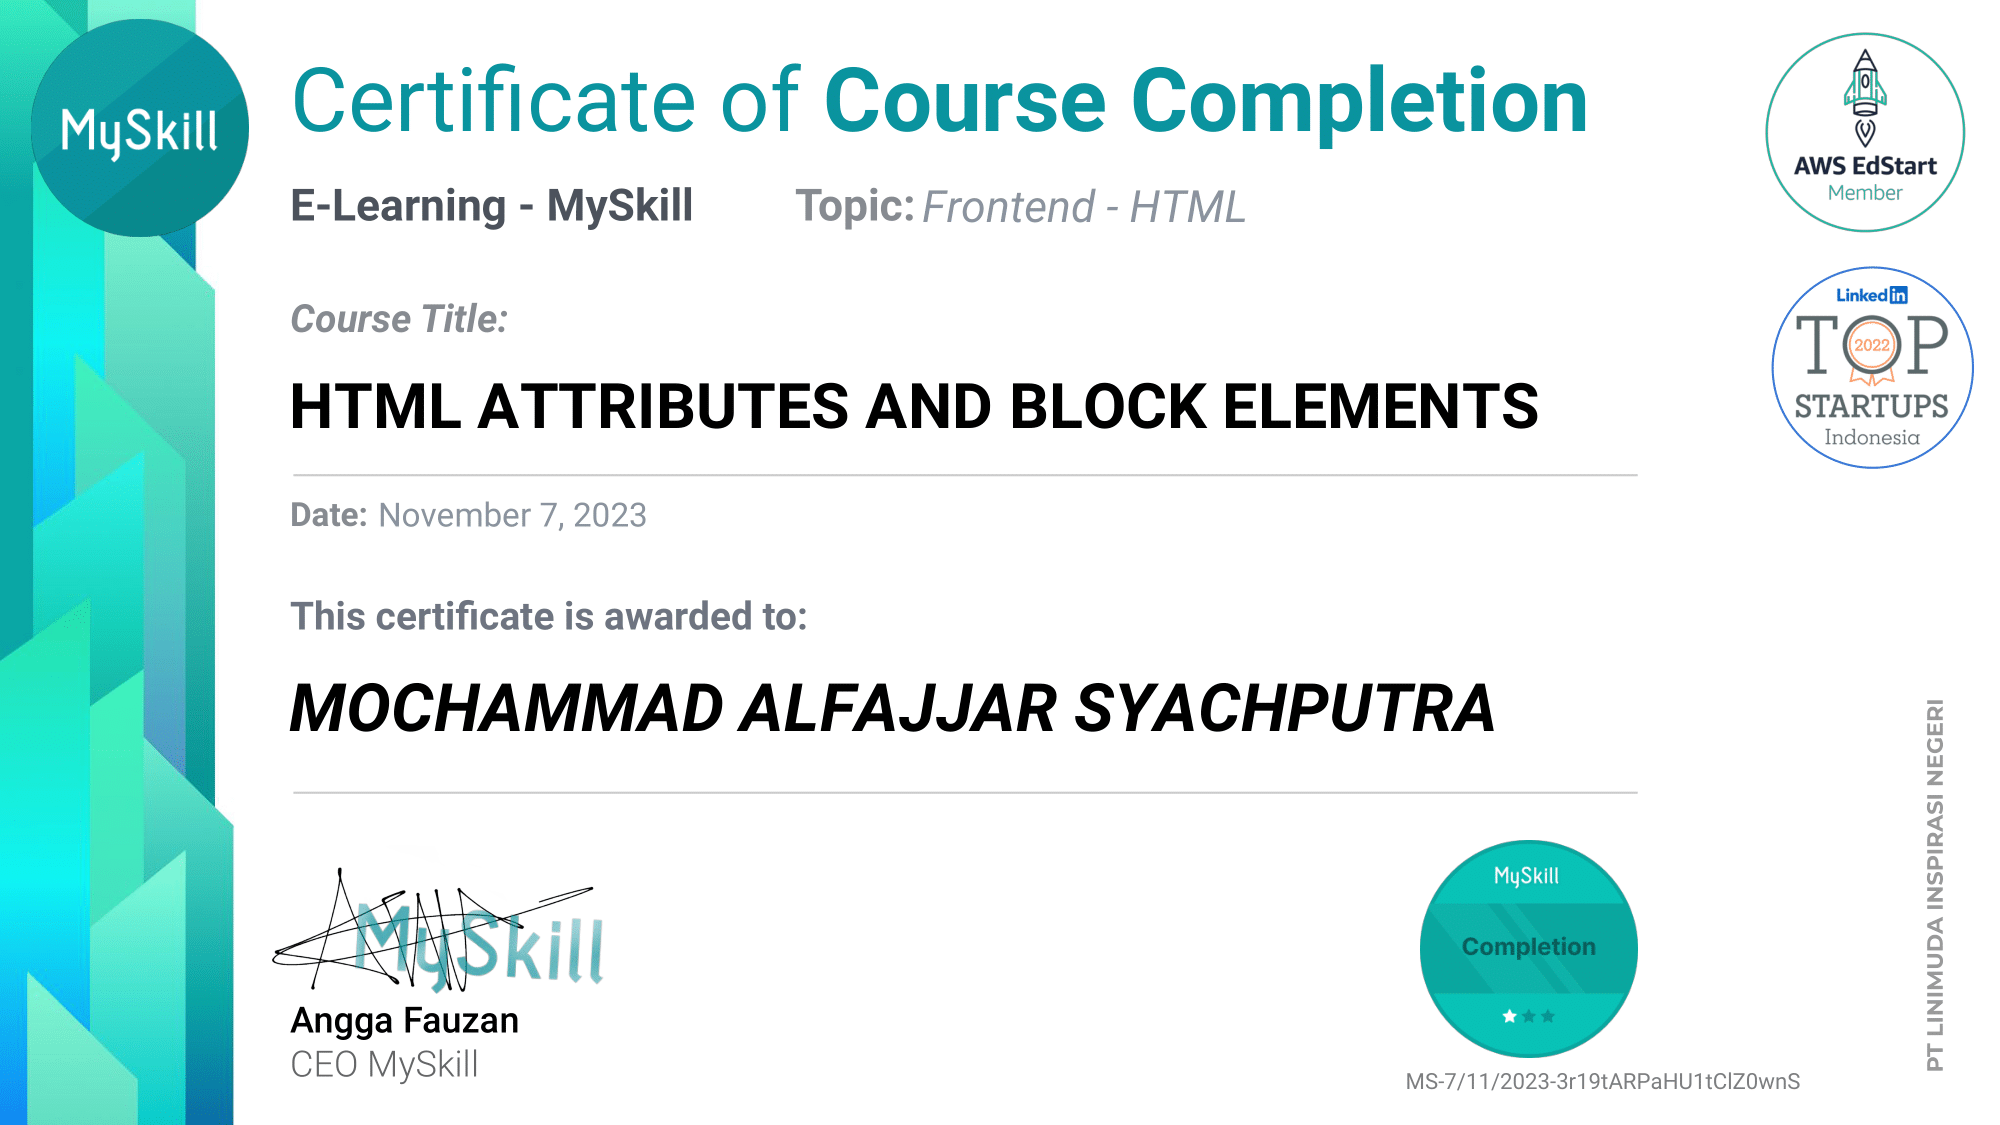 MySkill
Certificate of Course Completion
E-Learning - MySkill
Topic: Frontend - HTML
AWS EdStart
Member
Course Title:
HTML ATTRIBUTES AND BLOCK ELEMENTS
LinkedIn
TOP
2022
STARTUPS
Indonesia
Date: November 7, 2023
This certificate is awarded to:
MOCHAMMAD ALFAJJAR SYACHPUTRA
MySkill
Angga Fauzan
CEO MySkill
MySkill
Completion
MS-7/11/2023-3r19tARPaHU1tClZ0wnS
PT LINIMUDA INSPIRASI NEGERI